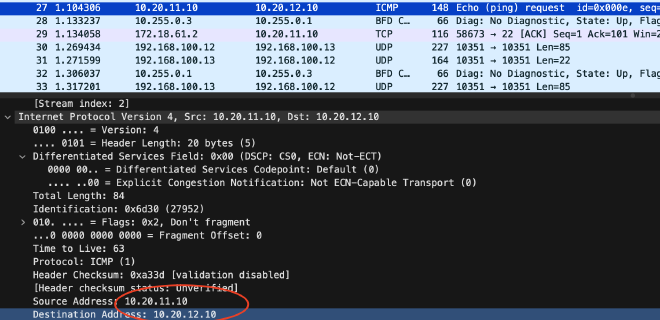 27 1.104306 10.20.11.10 10.20.12.10 ICMP 148 Echo (ping) request id=0x000e, seq=
28 1.133237 10.255.0.3 10.255.0.1 BFD C… 66 Diag: No Diagnostic, State: Up, Flag
29 1.134058 172.18.61.2 10.20.11.10 TCP 116 58673 → 22 [ACK] Seq=1 Ack=101 Win=2
30 1.269434 192.168.100.12 192.168.100.13 UDP 227 10351 → 10351 Len=85
31 1.271599 192.168.100.13 192.168.100.12 UDP 164 10351 → 10351 Len=22
32 1.306037 10.255.0.1 10.255.0.3 BFD C… 66 Diag: No Diagnostic, State: Up, Flag
33 1.317201 192.168.100.13 192.168.100.12 UDP 227 10351 → 10351 Len=85
[Stream index: 2]
Internet Protocol Version 4, Src: 10.20.11.10, Dst: 10.20.12.10
0100 .... = Version: 4
.... 0101 = Header Length: 20 bytes (5)
Differentiated Services Field: 0x00 (DSCP: CS0, ECN: Not-ECT)
0000 00.. = Differentiated Services Codepoint: Default (0)
.... ..00 = Explicit Congestion Notification: Not ECN-Capable Transport (0)
Total Length: 84
Identification: 0x6d30 (27952)
010. .... = Flags: 0x2, Don't fragment
...0 0000 0000 0000 = Fragment Offset: 0
Time to Live: 63
Protocol: ICMP (1)
Header Checksum: 0xa33d [validation disabled]
[Header checksum status: Unverified]
Source Address: 10.20.11.10
Destination Address: 10.20.12.10